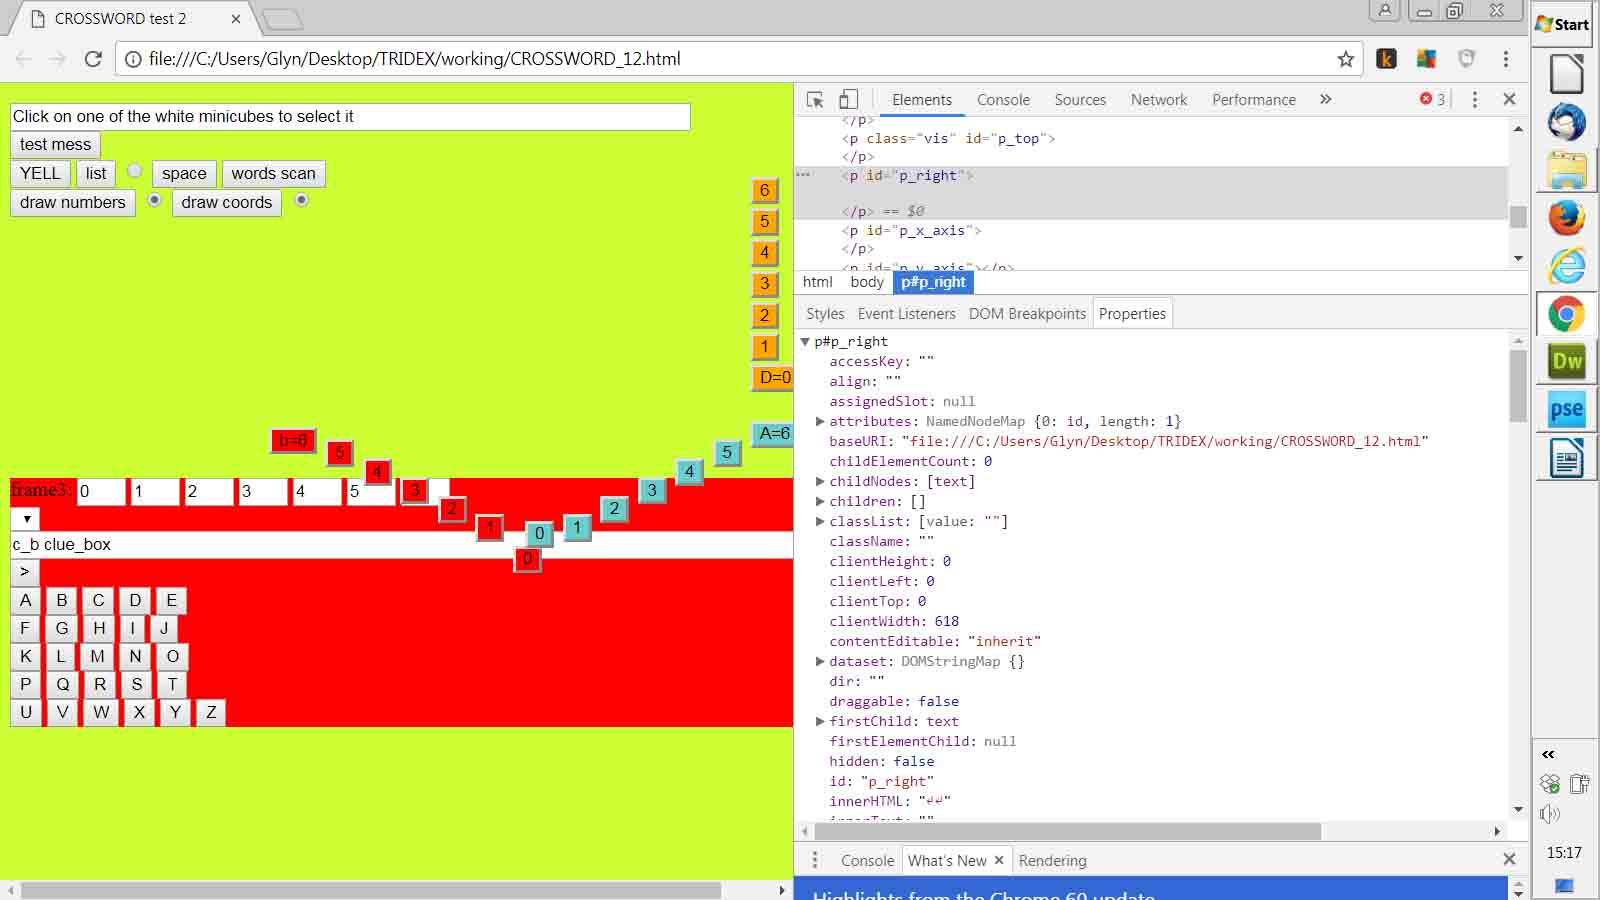 CROSSWORD test 2 ×
file:///C:/Users/Glyn/Desktop/TRIDEX/working/CROSSWORD_12.html
Start
Click on one of the white minicubes to select it
test mess
YELL list space words scan
draw numbers draw coords
6
5
4
3
2
1
D=0
A=6
b=6
5
4
3
2
1
0
0
1
2
3
4
5
frame3: 0 1 2 3 4 5
▼
c_b clue_box
>
A B C D E
F G H I J
K L M N O
P Q R S T
U V W X Y Z
Elements Console Sources Network Performance » 3
</p>
<p class="vis" id="p_top">
</p>
<p id="p_right">
</p> == $0
<p id="p_x_axis">
</p>
<p id="p_y_axis"></p>
html body p#p_right
Styles Event Listeners DOM Breakpoints Properties
▼ p#p_right
accessKey: ""
align: ""
assignedSlot: null
▶ attributes: NamedNodeMap {0: id, length: 1}
baseURI: "file:///C:/Users/Glyn/Desktop/TRIDEX/working/CROSSWORD_12.html"
childElementCount: 0
▶ childNodes: [text]
▶ children: []
▶ classList: [value: ""]
className: ""
clientHeight: 0
clientLeft: 0
clientTop: 0
clientWidth: 618
contentEditable: "inherit"
▶ dataset: DOMStringMap {}
dir: ""
draggable: false
▶ firstChild: text
firstElementChild: null
hidden: false
id: "p_right"
innerHTML: "↵↵"
innerText: ""
Console What's New × Rendering
Highlights from the Chrome 60 update
k
Dw
pse
«
15:17